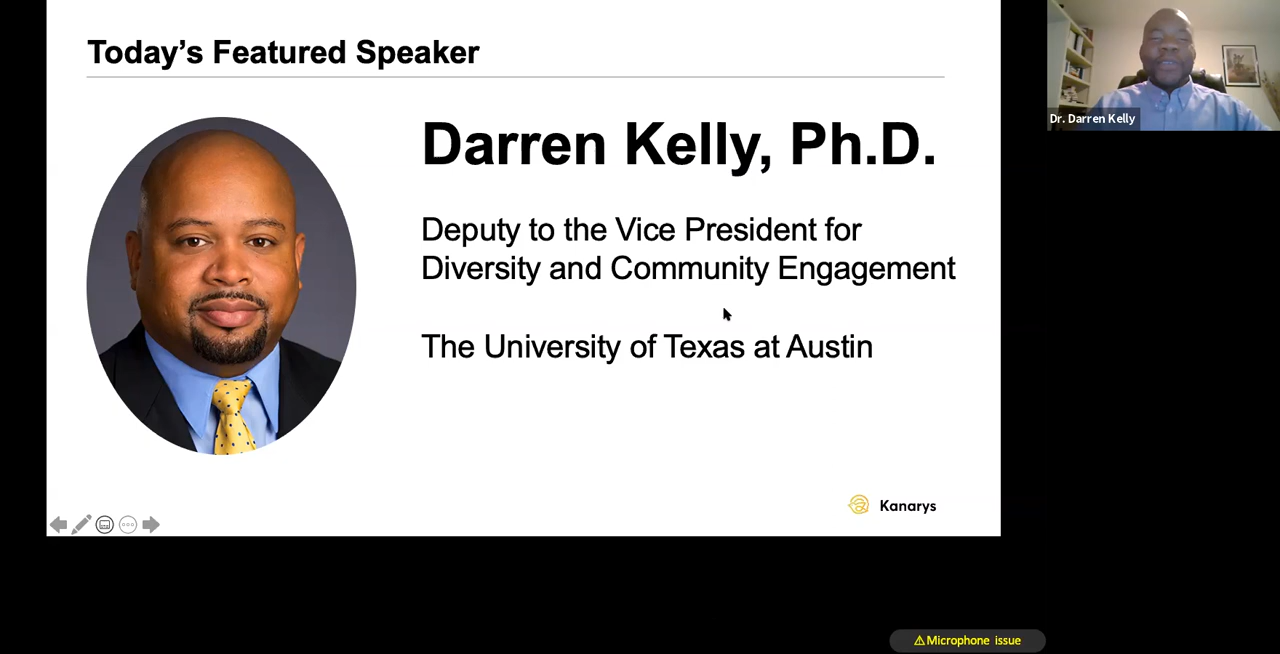 Today's Featured Speaker
Darren Kelly, Ph.D.
Deputy to the Vice President for
Diversity and Community Engagement
The University of Texas at Austin
Kanarys
Dr. Darren Kelly
⚠Microphone issue